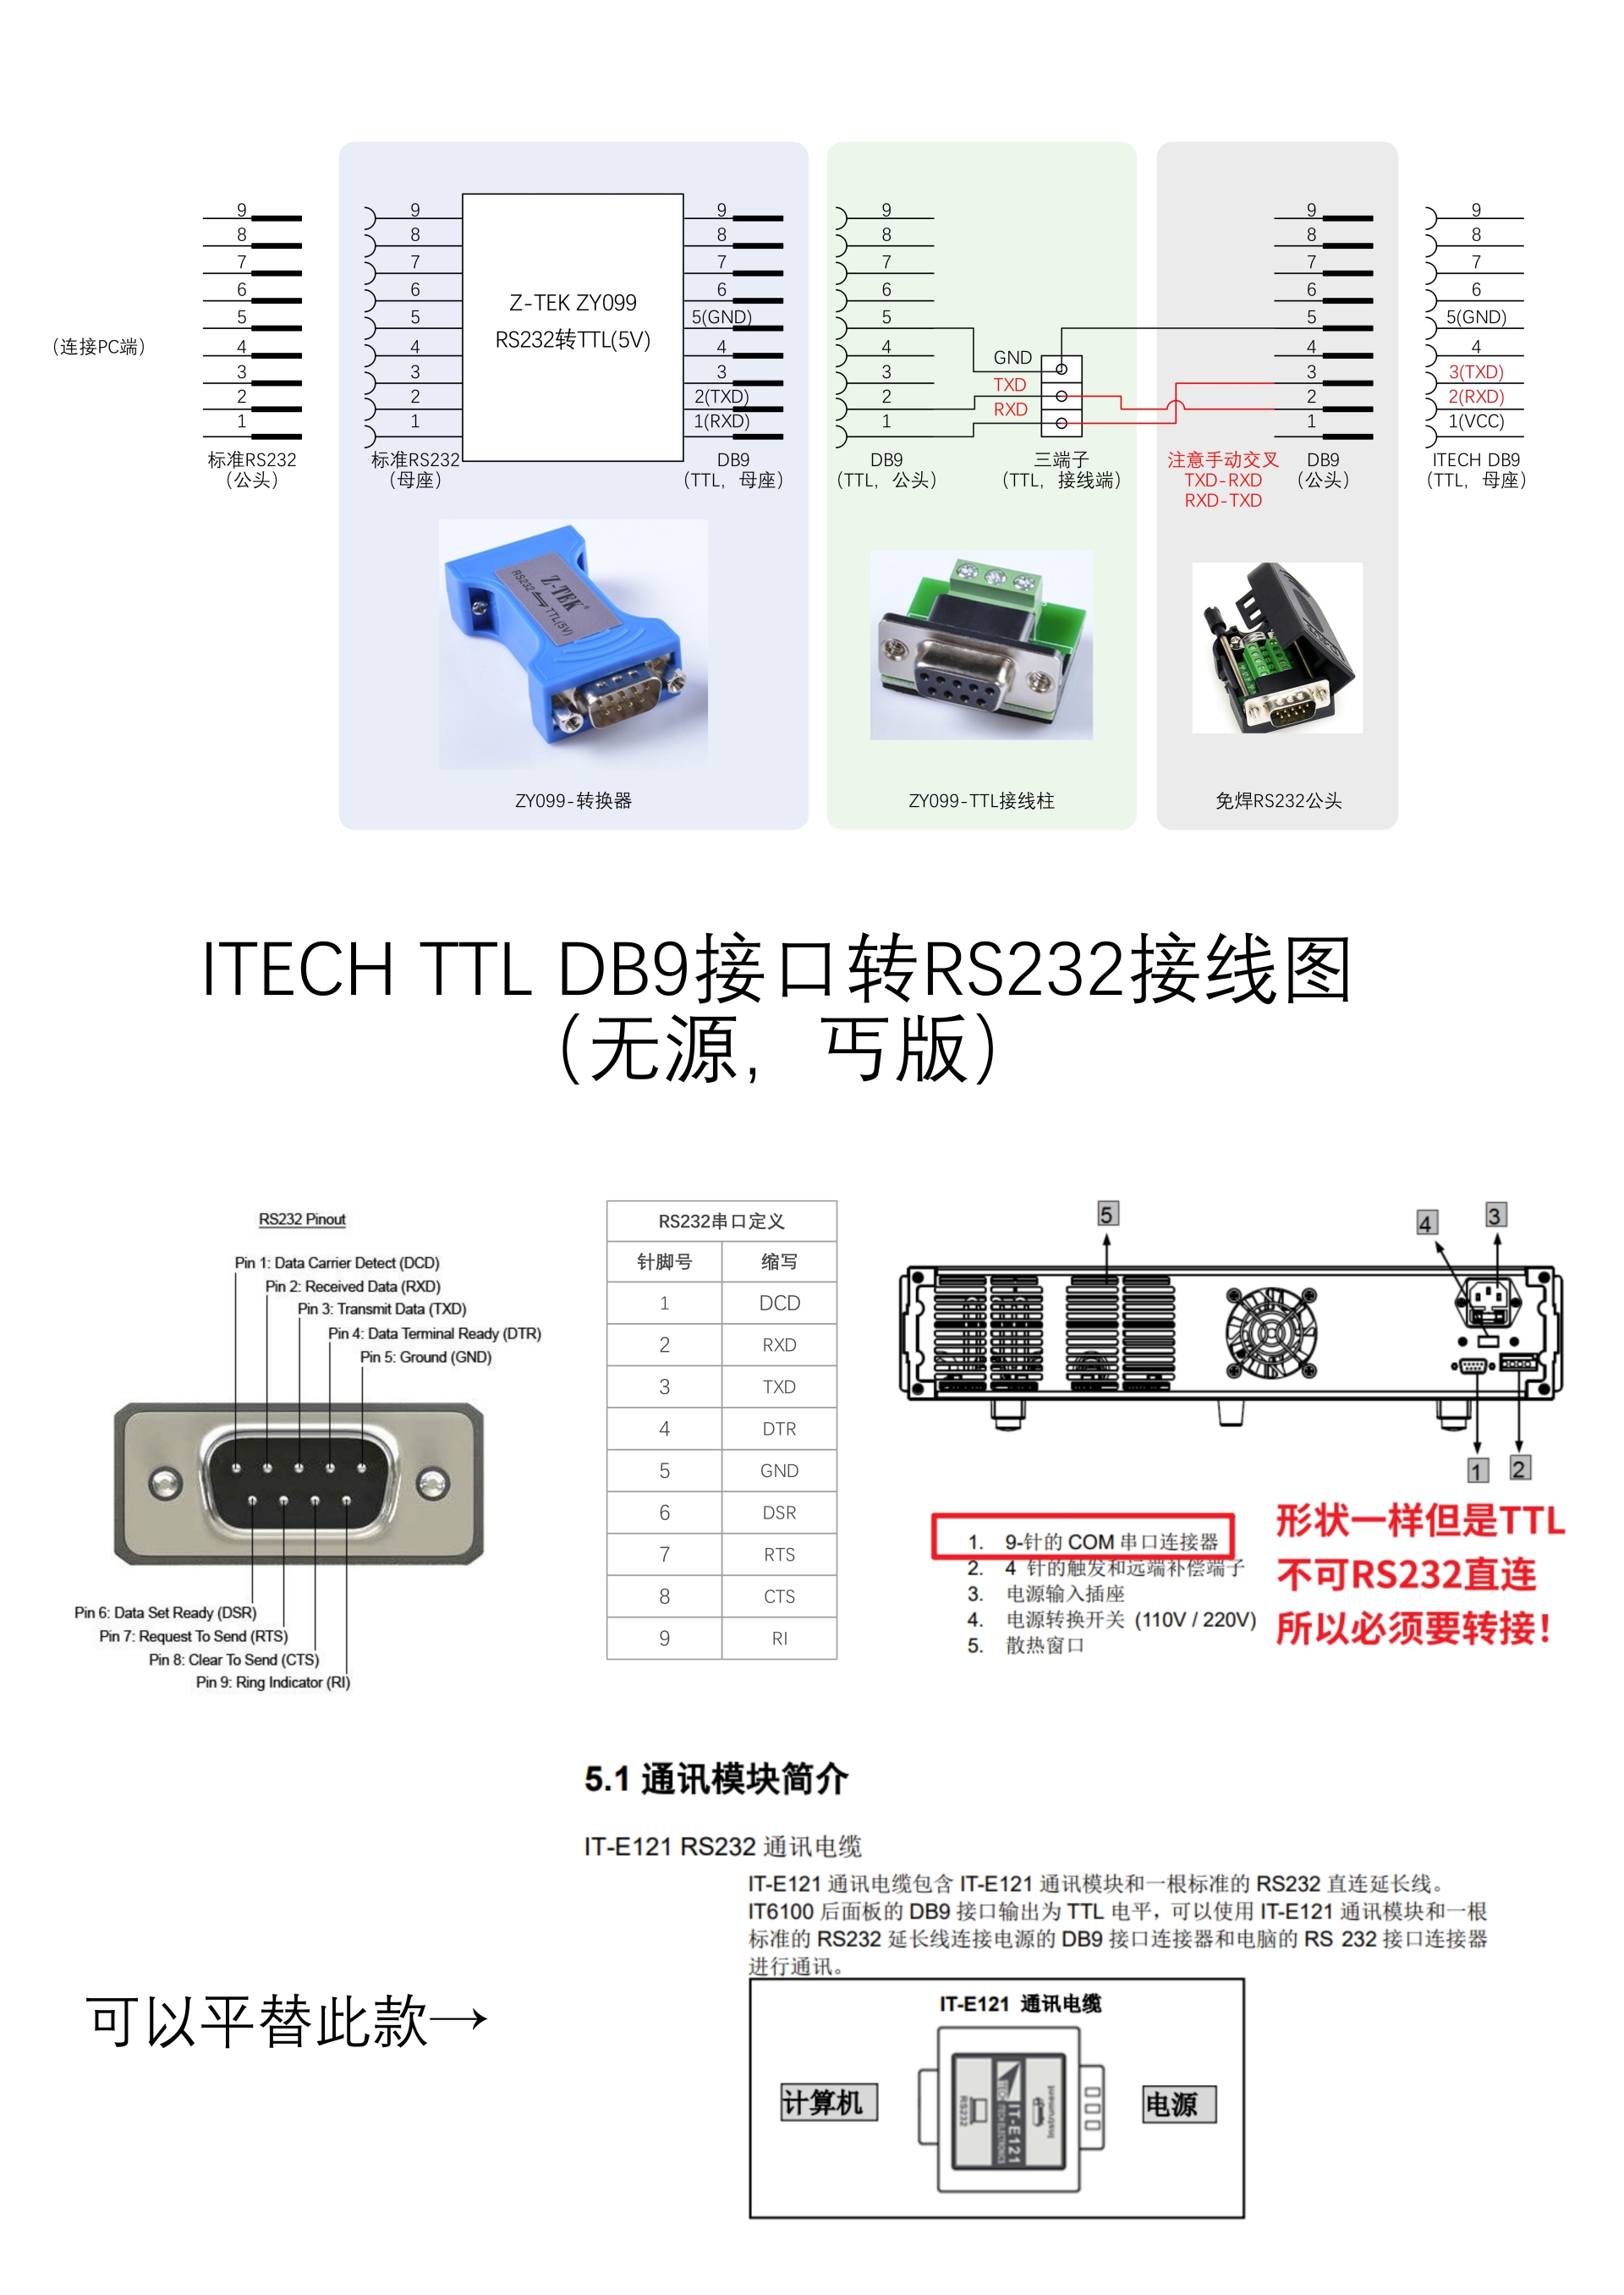 9 9 9 9 9 9
8 8 8 8 8 8
7 7 7 7 7 7
6 6 6 6 6 6
5 5 5(GND) 5 5 5(GND)
4 4 4 4 4 4
3 3 3 3 3 3(TXD)
2 2 2(TXD) 2 2 2(RXD)
1 1 1(RXD) 1 1 1(VCC)
（连接PC端）
Z-TEK ZY099
RS232转TTL(5V)
GND
TXD
RXD
标准RS232
（公头）
标准RS232
（母座）
DB9
（TTL，母座）
DB9
（TTL，公头）
三端子
（TTL，接线端）
注意手动交叉
TXD-RXD
RXD-TXD
DB9
（公头）
ITECH DB9
（TTL，母座）
Z-TEK
RS232 TTL(5V)
ZY099-转换器
ZY099-TTL接线柱
免焊RS232公头
ITECH TTL DB9接口转RS232接线图
（无源，丐版）
RS232 Pinout
Pin 1: Data Carrier Detect (DCD)
Pin 2: Received Data (RXD)
Pin 3: Transmit Data (TXD)
Pin 4: Data Terminal Ready (DTR)
Pin 5: Ground (GND)
Pin 6: Data Set Ready (DSR)
Pin 7: Request To Send (RTS)
Pin 8: Clear To Send (CTS)
Pin 9: Ring Indicator (RI)
RS232串口定义
针脚号 缩写
1 DCD
2 RXD
3 TXD
4 DTR
5 GND
6 DSR
7 RTS
8 CTS
9 RI
5
4
3
1
2
1. 9-针的 COM 串口连接器
2. 4 针的触发和远端补偿端子
3. 电源输入插座
4. 电源转换开关 (110V / 220V)
5. 散热窗口
形状一样但是TTL
不可RS232直连
所以必须要转接！
5.1 通讯模块简介
IT-E121 RS232 通讯电缆
IT-E121 通讯电缆包含 IT-E121 通讯模块和一根标准的 RS232 直连延长线。
IT6100 后面板的 DB9 接口输出为 TTL 电平，可以使用 IT-E121 通讯模块和一根
标准的 RS232 延长线连接电源的 DB9 接口连接器和电脑的 RS 232 接口连接器
进行通讯。
可以平替此款→
IT-E121 通讯电缆
计算机
RS232
IT-E121
Instrument
电源